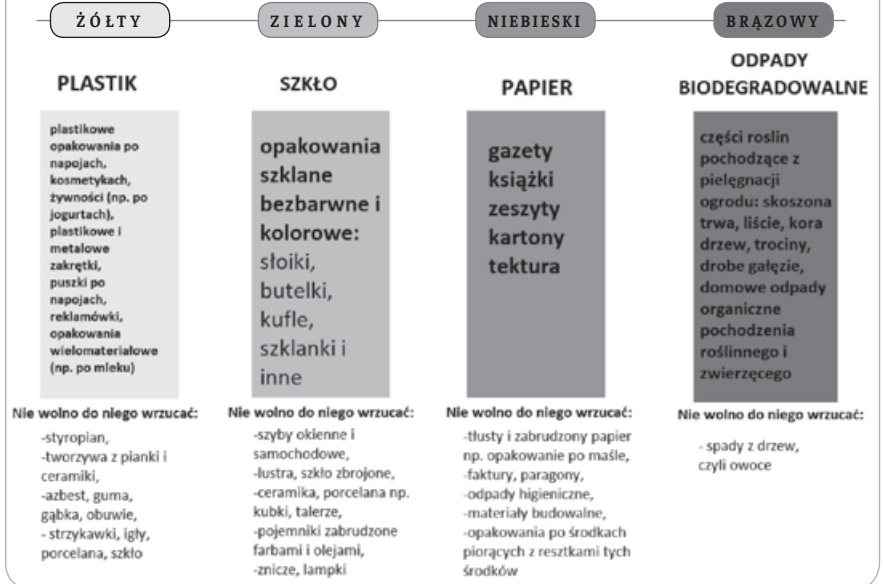 ŻÓŁTY
PLASTIK
plastikowe
opakowania po
napojach,
kosmetykach,
żywności (np. po
jogurtach),
plastikowe i
metalowe
zakrętki,
puszki po
napojach,
reklamówki,
opakowania
wielomateriałowe
(np. po mleku)
Nie wolno do niego wrzucać:
-styropian,
-tworzywa z pianki i
ceramiki,
-azbest, guma,
gąbka, obuwie,
- strzykawki, igły,
porcelana, szkło
ZIELONY
SZKŁO
opakowania
szklane
bezbarwne i
kolorowe:
słoiki,
butelki,
kufle,
szklanki i
inne
Nie wolno do niego wrzucać:
-szyby okienne i
samochodowe,
-lustra, szkło zbrojone,
-ceramika, porcelana np.
kubki, talerze,
-pojemniki zabrudzone
farbami i olejami,
-znicze, lampki
NIEBIESKI
PAPIER
gazety
książki
zeszyty
kartony
tektura
Nie wolno do niego wrzucać:
-tłusty i zabrudzony papier
np. opakowanie po maśle,
-faktury, paragony,
-odpady higieniczne,
-materiały budowalne,
-opakowania po środkach
piorących z resztkami tych
środków
BRĄZOWY
ODPADY
BIODEGRADOWALNE
części roslin
pochodzące z
pielęgnacji
ogrodu: skoszona
trwa, liście, kora
drzew, trociny,
drobe gałęzie,
domowe odpady
organiczne
pochodzenia
roślinnego i
zwierzęcego
Nie wolno do niego wrzucać:
- spady z drzew,
czyli owoce